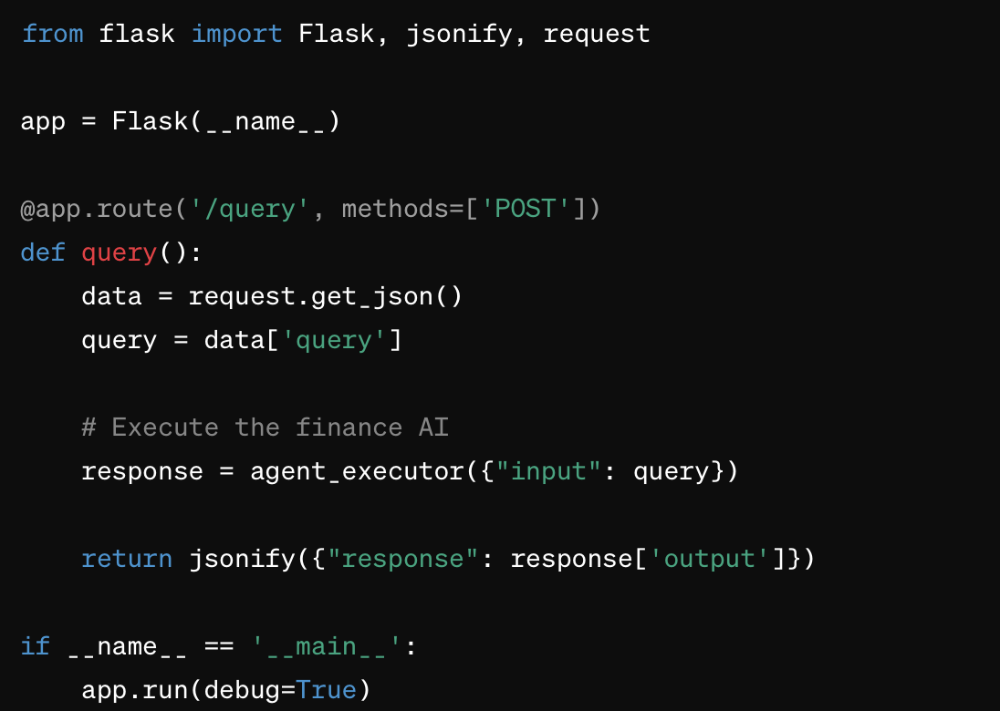 from flask import Flask, jsonify, request
app = Flask(__name__)
@app.route('/query', methods=['POST'])
def query():
    data = request.get_json()
    query = data['query']
    # Execute the finance AI
    response = agent_executor({"input": query})
    return jsonify({"response": response['output']})
if __name__ == '__main__':
    app.run(debug=True)